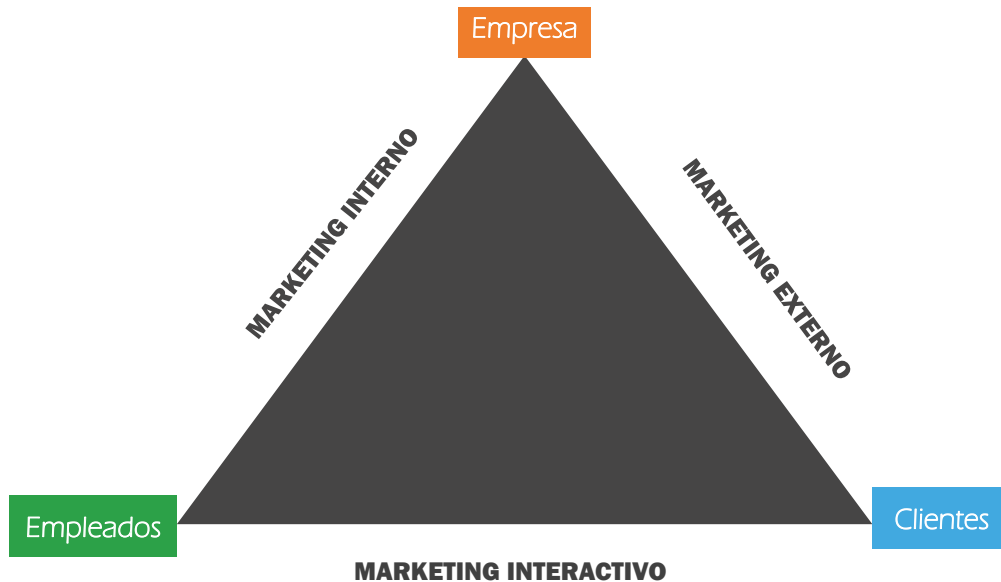 Empresa
MARKETING INTERNO
MARKETING EXTERNO
Empleados
Clientes
MARKETING INTERACTIVO